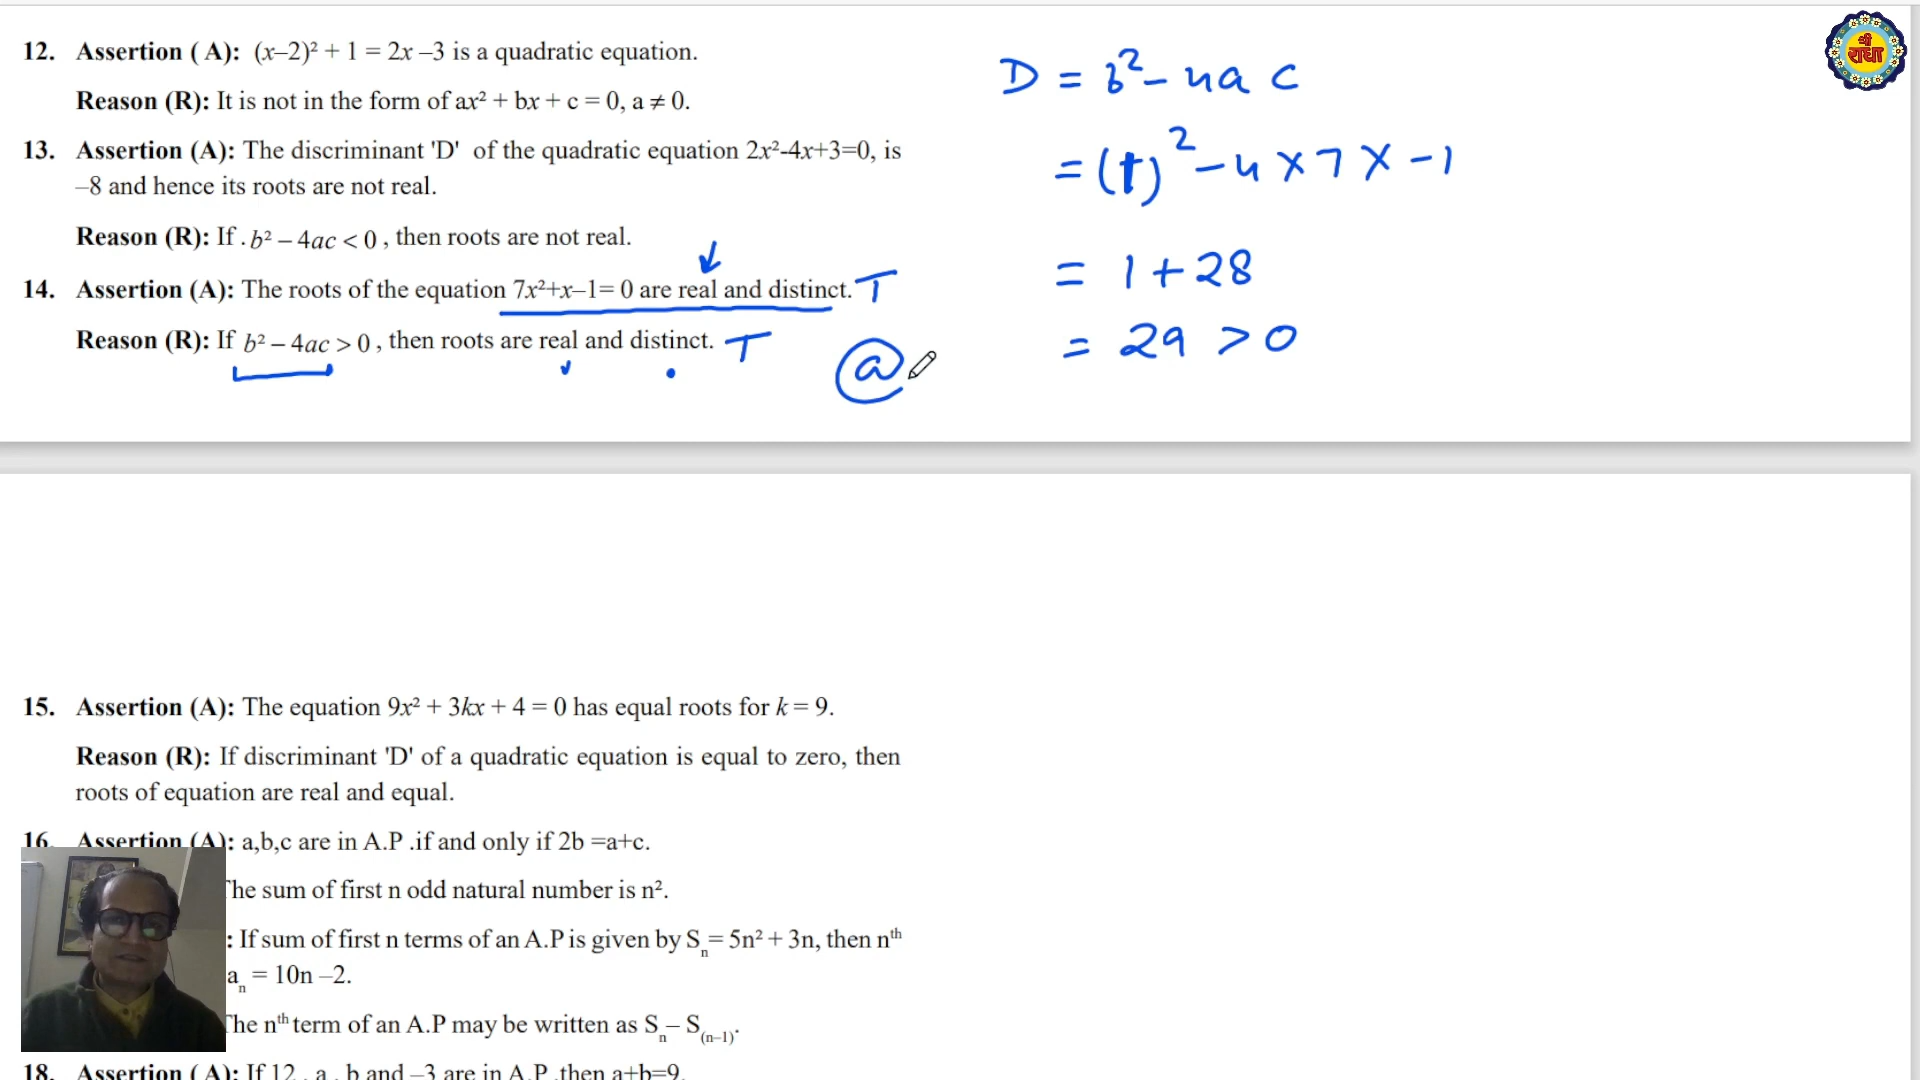 12. Assertion ( A): (x–2)² + 1 = 2x –3 is a quadratic equation.
Reason (R): It is not in the form of ax² + bx + c = 0, a ≠ 0.
13. Assertion (A): The discriminant 'D' of the quadratic equation 2x²-4x+3=0, is
–8 and hence its roots are not real.
Reason (R): If . b² – 4ac < 0 , then roots are not real.
14. Assertion (A): The roots of the equation 7x²+x–1= 0 are real and distinct. T
Reason (R): If b² – 4ac > 0 , then roots are real and distinct. T
@
D = b² - 4a c
= (1)² - 4 × 7 × -1
= 1 + 28
= 29 > 0
श्री
राधा
15. Assertion (A): The equation 9x² + 3kx + 4 = 0 has equal roots for k = 9.
Reason (R): If discriminant 'D' of a quadratic equation is equal to zero, then
roots of equation are real and equal.
16. Assertion (A): a,b,c are in A.P .if and only if 2b =a+c.
The sum of first n odd natural number is n².
: If sum of first n terms of an A.P is given by Sₙ = 5n² + 3n, then nᵗʰ
aₙ = 10n –2.
The nᵗʰ term of an A.P may be written as Sₙ – S₍ₙ₋₁₎.
18. Assertion ( A): If 12 , a , b and –3 are in A.P .then a+b=9.